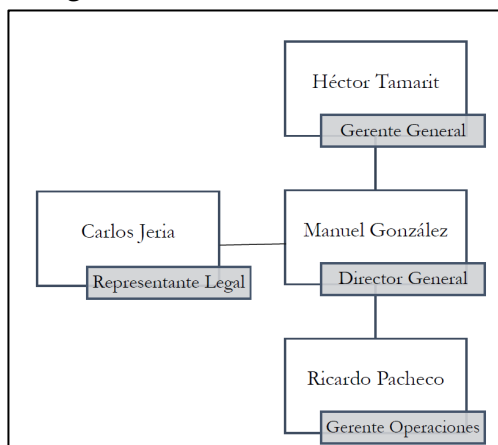 Héctor Tamarit
Gerente General
Carlos Jeria
Representante Legal
Manuel González
Director General
Ricardo Pacheco
Gerente Operaciones